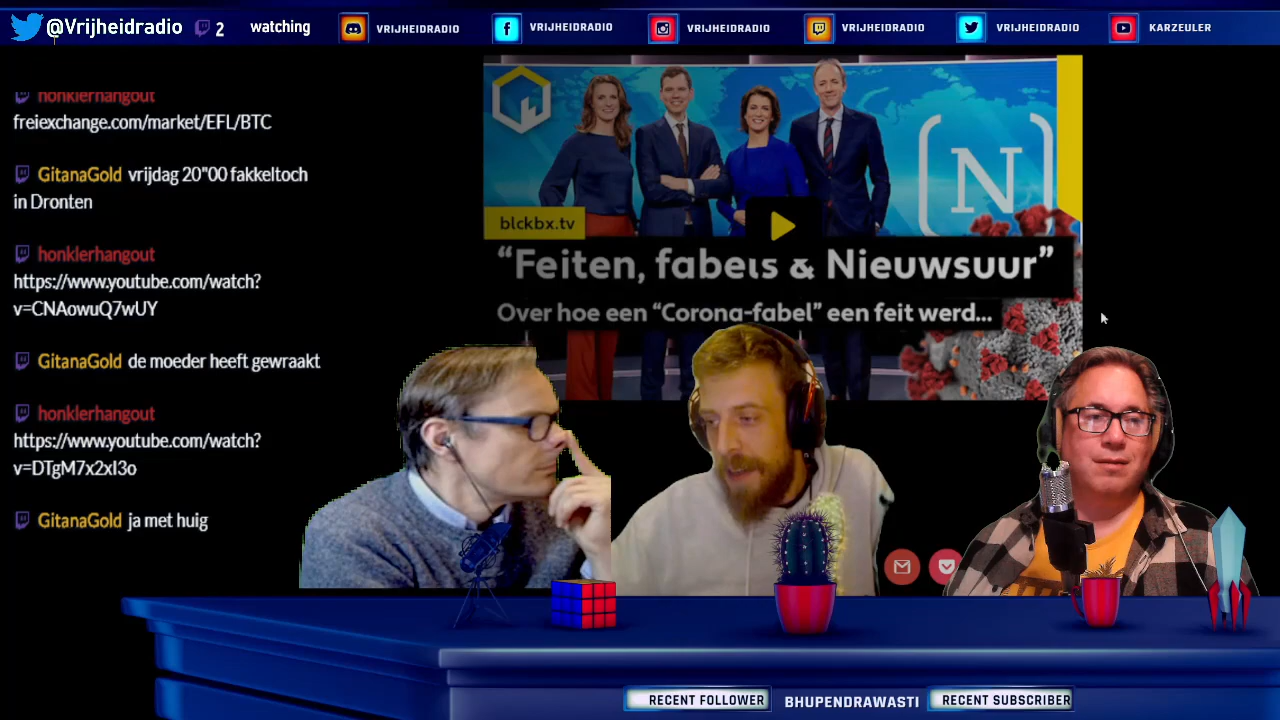 @Vrijheidradio
2
watching
VRIJHEIDRADIO
VRIJHEIDRADIO
VRIJHEIDRADIO
VRIJHEIDRADIO
VRIJHEIDRADIO
KARZEULER
honklerhangout
freiexchange.com/market/EFL/BTC
GitanaGold vrijdag 20"00 fakkeltoch
in Dronten
honklerhangout
https://www.youtube.com/watch?
v=CNAowuQ7wUY
GitanaGold de moeder heeft gewraakt
honklerhangout
https://www.youtube.com/watch?
v=DTgM7x2xI3o
GitanaGold ja met huig
N
blckbx.tv
“Feiten, fabels & Nieuwsuur”
Over hoe een “Corona-fabel” een feit werd...
RECENT FOLLOWER
BHUPENDRAWASTI
RECENT SUBSCRIBER